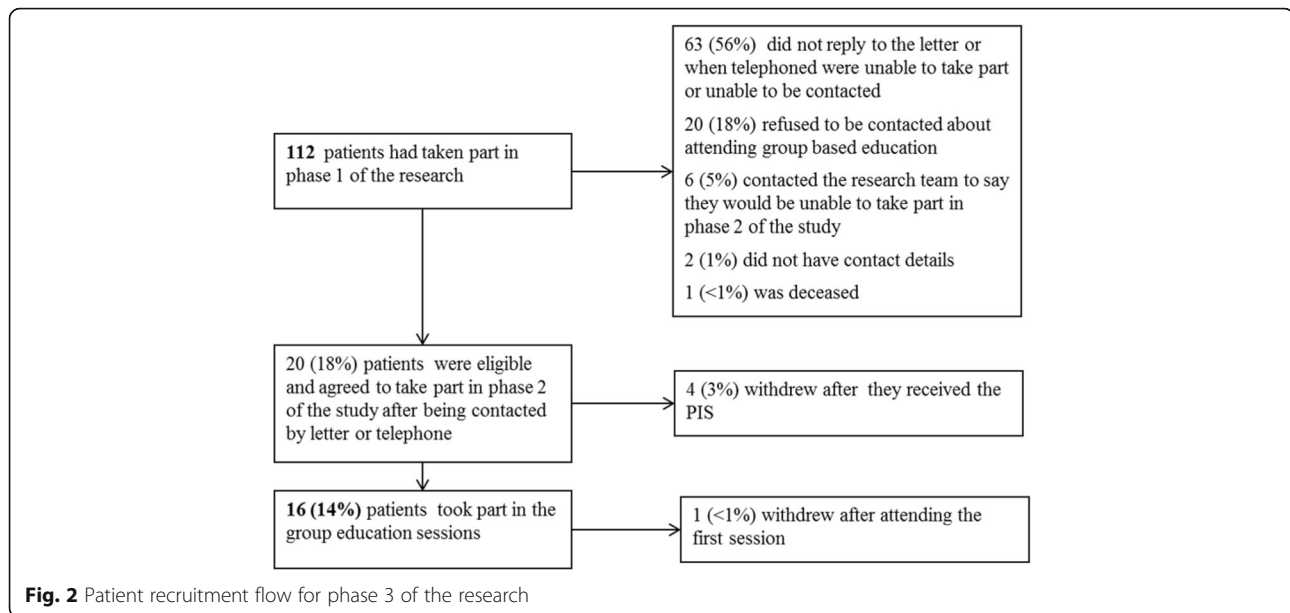 63 (56%) did not reply to the letter or
when telephoned were unable to take part
or unable to be contacted
20 (18%) refused to be contacted about
attending group based education
6 (5%) contacted the research team to say
they would be unable to take part in
phase 2 of the study
2 (1%) did not have contact details
1 (<1%) was deceased
112 patients had taken part in
phase 1 of the research
20 (18%) patients were eligible
and agreed to take part in phase 2
of the study after being contacted
by letter or telephone
4 (3%) withdrew after they received the
PIS
16 (14%) patients took part in the
group education sessions
1 (<1%) withdrew after attending the
first session
Fig. 2 Patient recruitment flow for phase 3 of the research